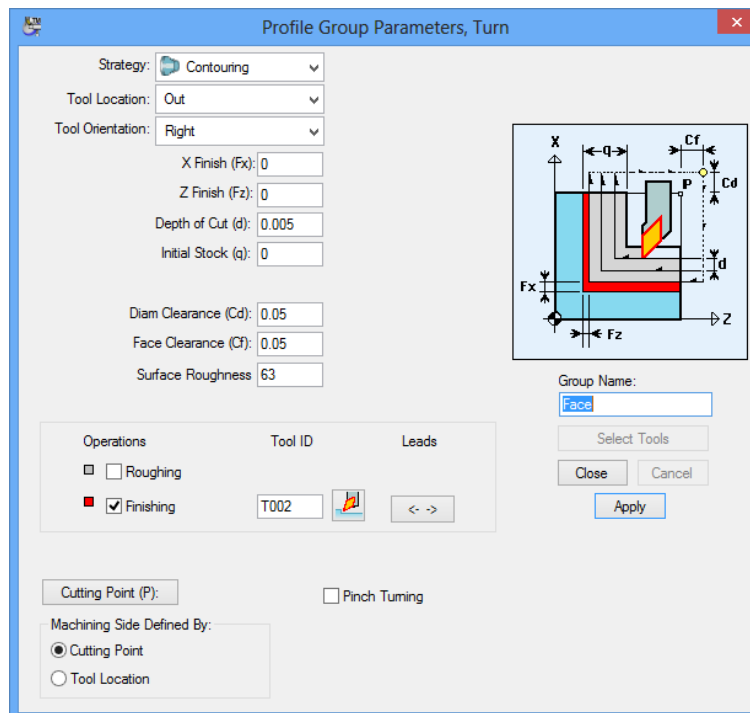 Profile Group Parameters, Turn
Strategy: Contouring
Tool Location: Out
Tool Orientation: Right
X Finish (Fx): 0
Z Finish (Fz): 0
Depth of Cut (d): 0.005
Initial Stock (q): 0
Diam Clearance (Cd): 0.05
Face Clearance (Cf): 0.05
Surface Roughness 63
X
q
Cf
P
Cd
d
Fx
Z
Fz
Group Name:
Face
Select Tools
Close Cancel
Apply
Operations Tool ID Leads
Roughing
Finishing T002 <- ->
Cutting Point (P):
Pinch Turning
Machining Side Defined By:
Cutting Point
Tool Location